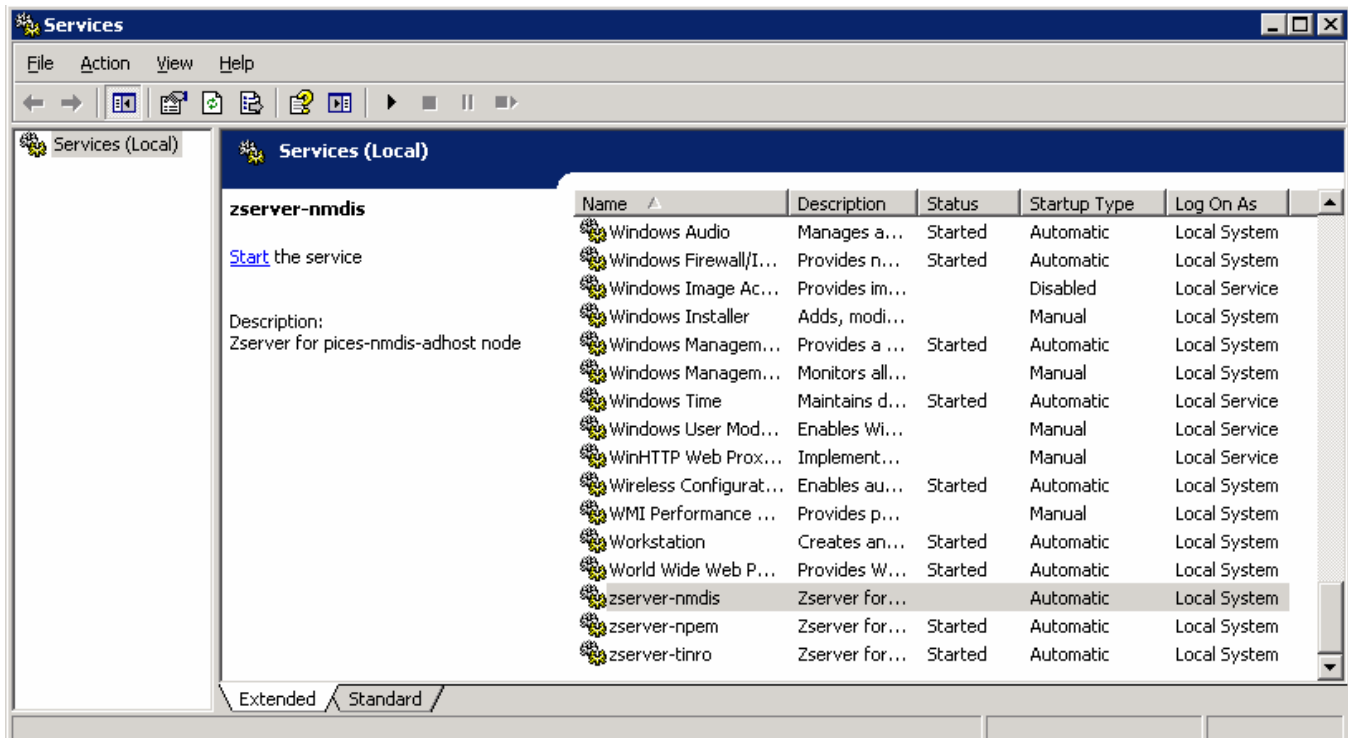 Services
File Action View Help
Services (Local)
Services (Local)
zserver-nmdis
Start the service
Description:
Zserver for pices-nmdis-adhost node
Name Description Status Startup Type Log On As
Windows Audio Manages a... Started Automatic Local System
Windows Firewall/I... Provides n... Started Automatic Local System
Windows Image Ac... Provides im... Disabled Local Service
Windows Installer Adds, modi... Manual Local System
Windows Managem... Provides a ... Started Automatic Local System
Windows Managem... Monitors all... Manual Local System
Windows Time Maintains d... Started Automatic Local Service
Windows User Mod... Enables Wi... Manual Local Service
WinHTTP Web Prox... Implement... Manual Local Service
Wireless Configurat... Enables au... Started Automatic Local System
WMI Performance ... Provides p... Manual Local System
Workstation Creates an... Started Automatic Local System
World Wide Web P... Provides W... Started Automatic Local System
zserver-nmdis Zserver for... Automatic Local System
zserver-npem Zserver for... Started Automatic Local System
zserver-tinro Zserver for... Started Automatic Local System
Extended Standard